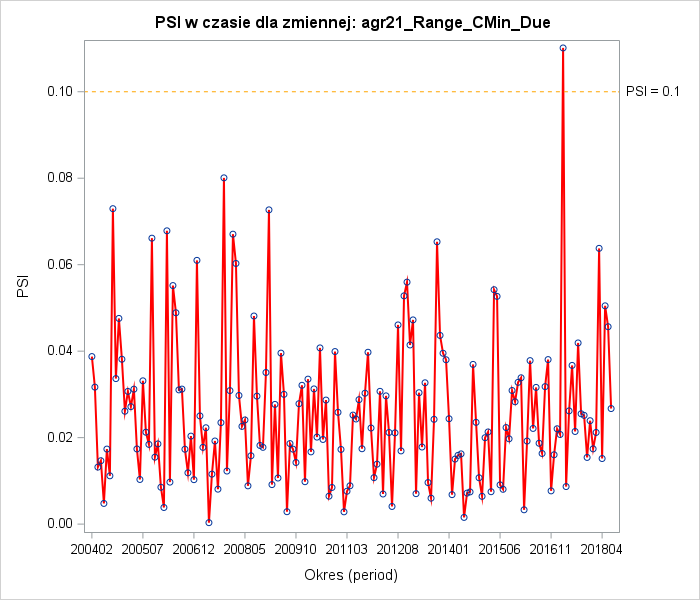 PSI w czasie dla zmiennej: agr21_Range_CMin_Due
0.10
PSI = 0.1
0.08
0.06
PSI
0.04
0.02
0.00
200402 200507 200612 200805 200910 201103 201208 201401 201506 201611 201804
Okres (period)